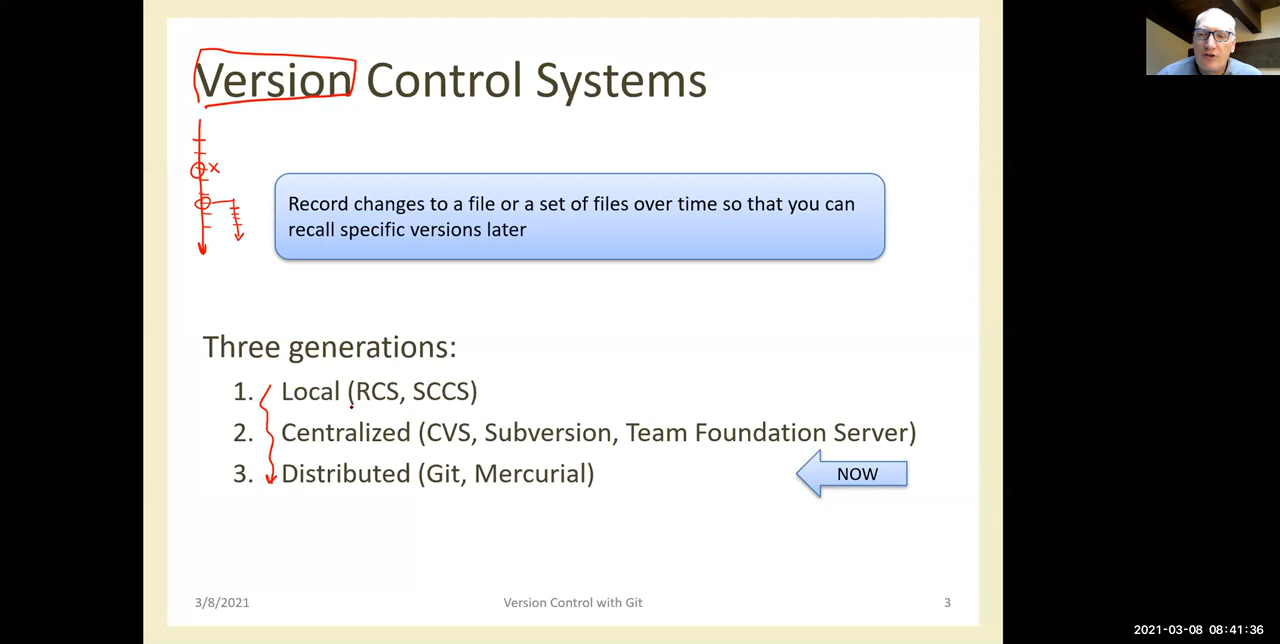 Version Control Systems
x
Record changes to a file or a set of files over time so that you can
recall specific versions later
Three generations:
1. Local (RCS, SCCS)
2. Centralized (CVS, Subversion, Team Foundation Server)
3. Distributed (Git, Mercurial)
NOW
3/8/2021 Version Control with Git 3
2021-03-08 08:41:36